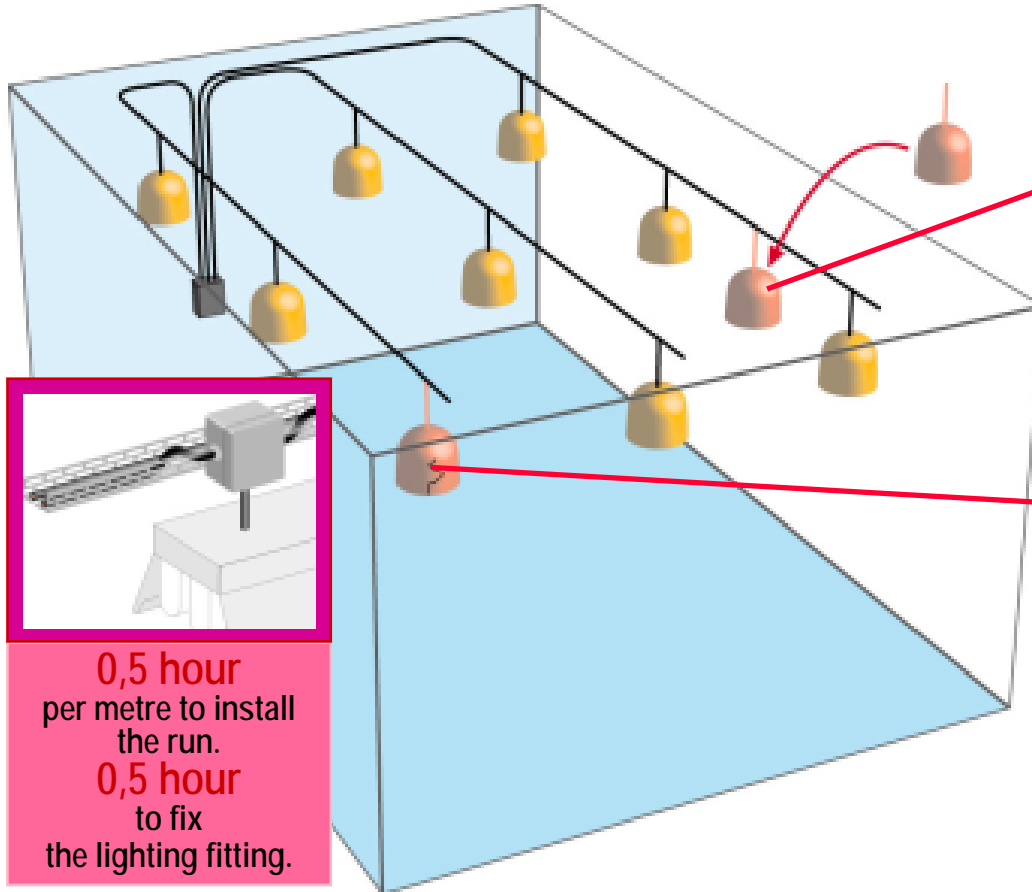 0,5 hour
per metre to install
the run.
0,5 hour
to fix
the lighting fitting.